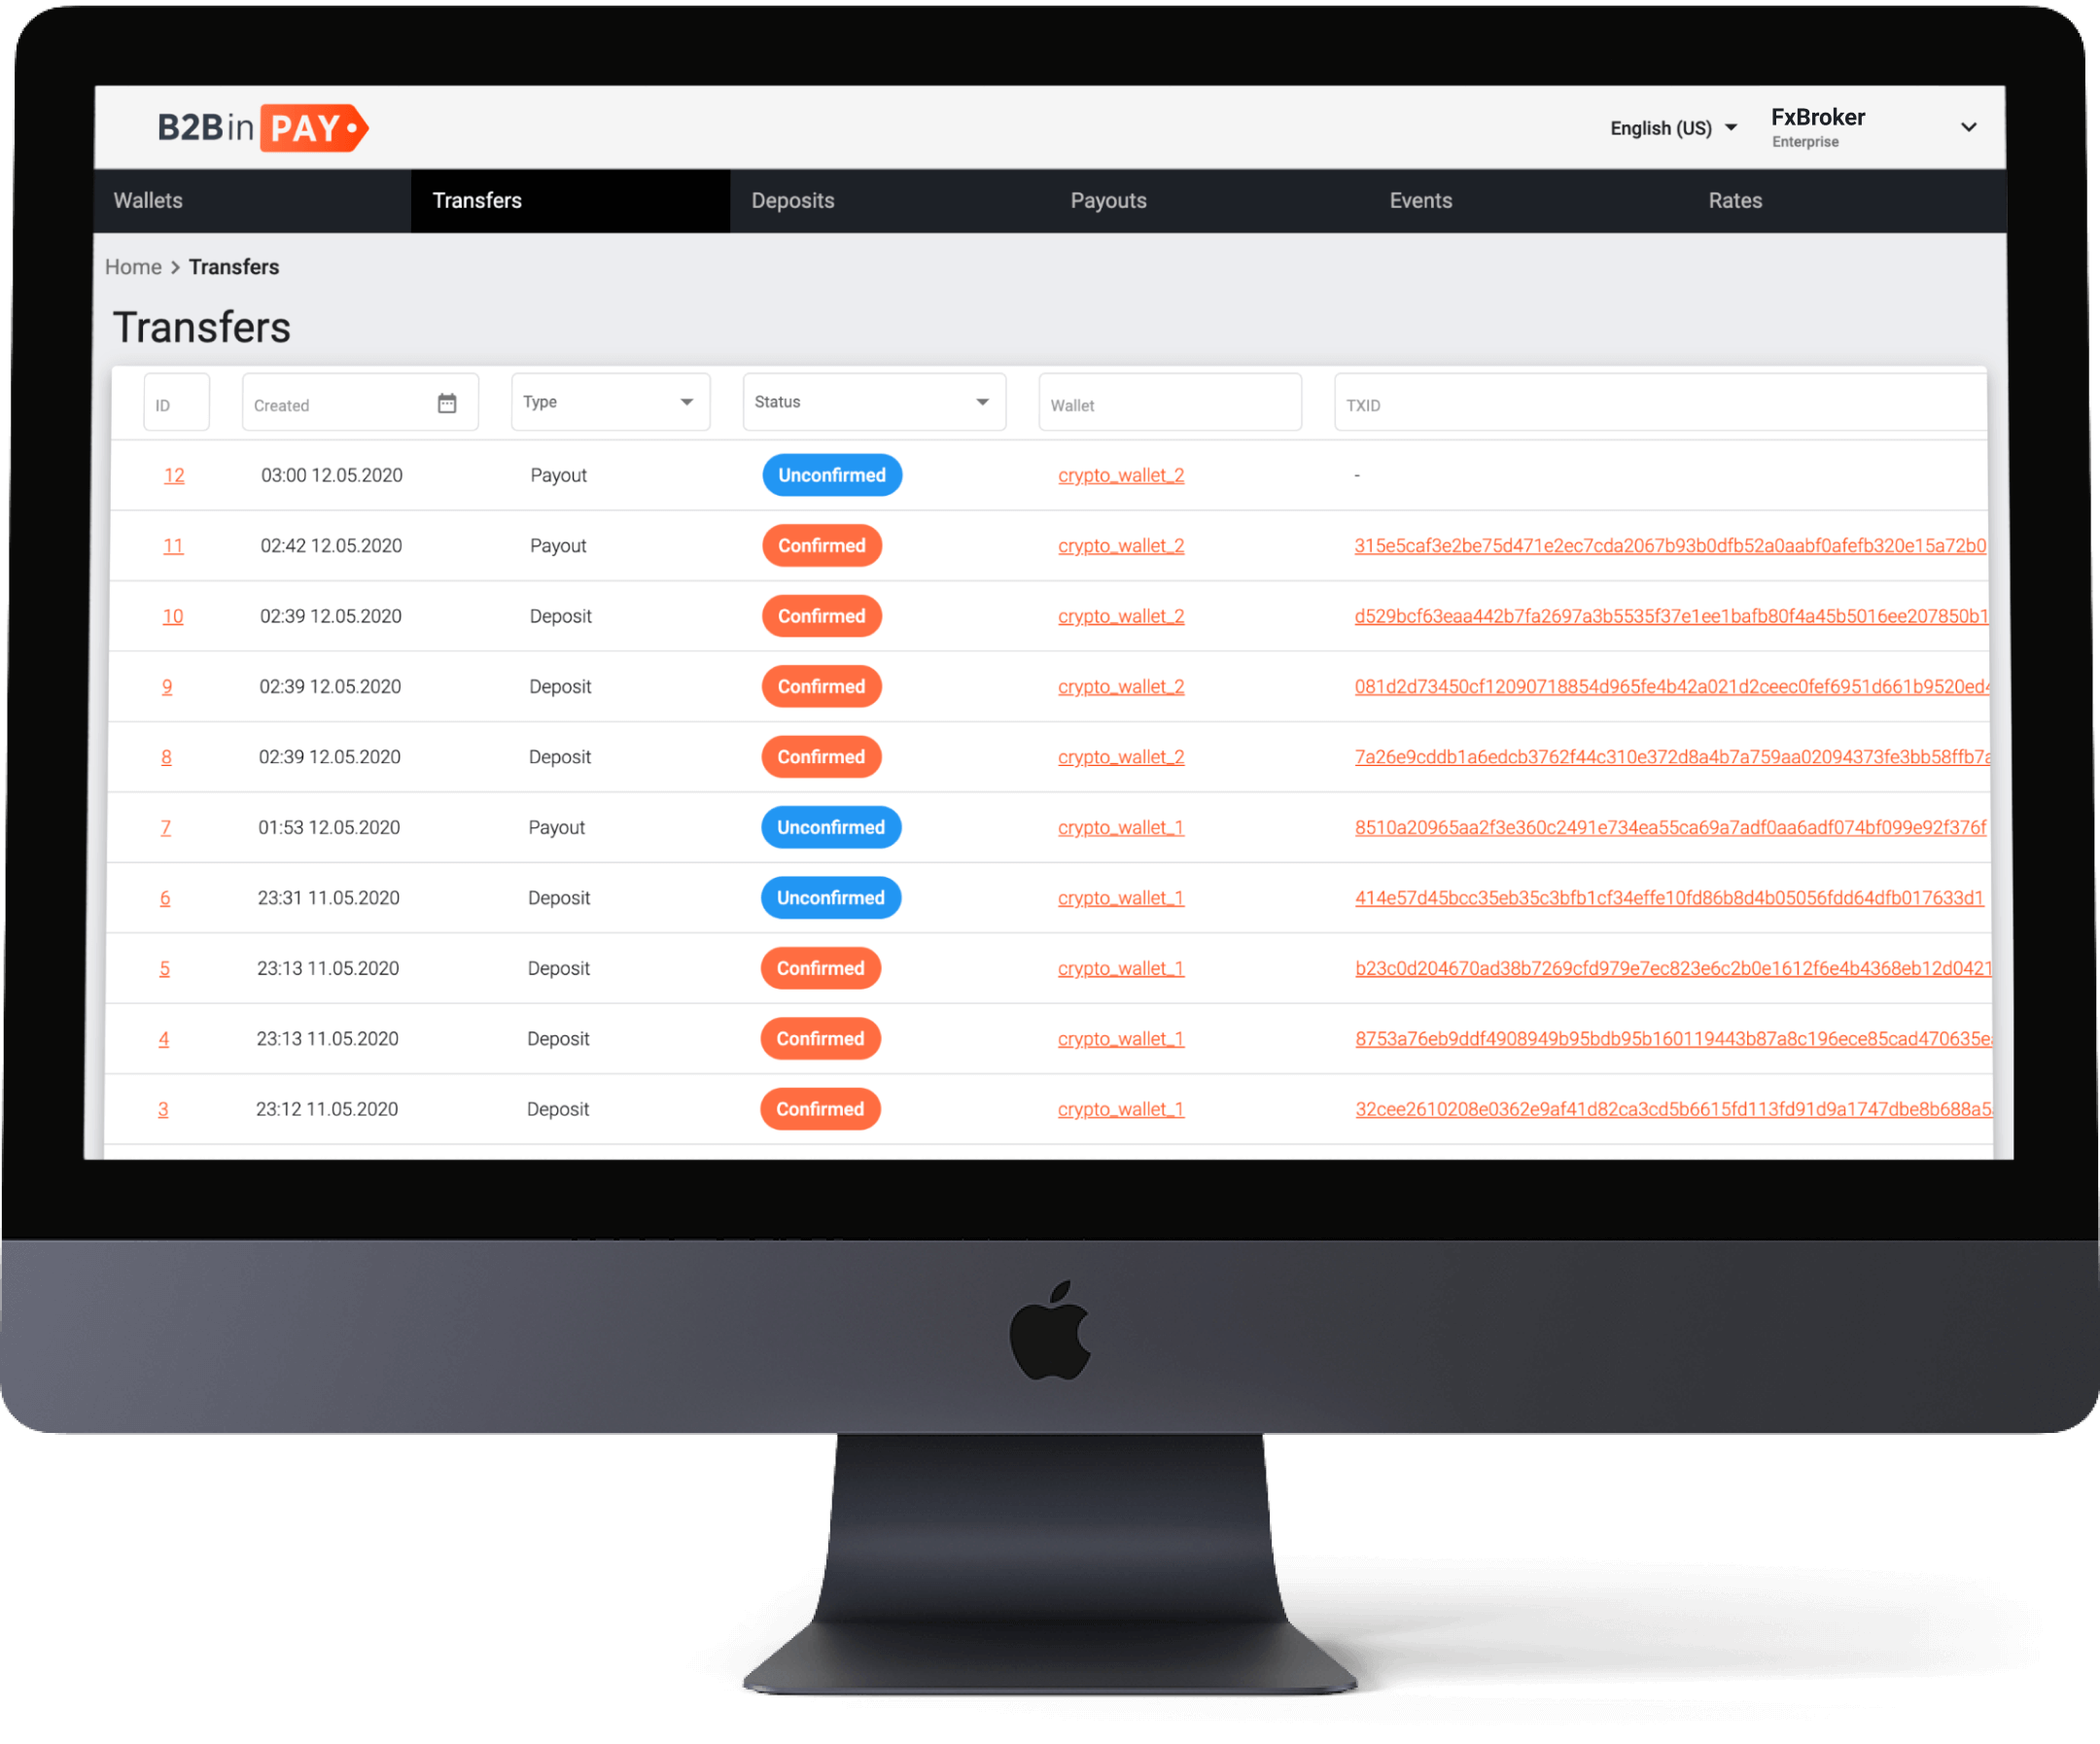 B2Bin PAY English (US) FxBroker
Enterprise
Wallets Transfers Deposits Payouts Events Rates
Home > Transfers
Transfers
ID Created Type Status Wallet TXID
12 03:00 12.05.2020 Payout Unconfirmed crypto_wallet_2 -
11 02:42 12.05.2020 Payout Confirmed crypto_wallet_2 315e5caf3e2be75d471e2ec7cda2067b93b0dfb52a0aabf0afefb320e15a72b0
10 02:39 12.05.2020 Deposit Confirmed crypto_wallet_2 d529bcf63eaa442b7fa2697a3b5535f37e1ee1bafb80f4a45b5016ee207850b1
9 02:39 12.05.2020 Deposit Confirmed crypto_wallet_2 081d2d73450cf12090718854d965fe4b42a021d2ceec0fef6951d661b9520ed4
8 02:39 12.05.2020 Deposit Confirmed crypto_wallet_2 7a26e9cddb1a6edcb3762f44c310e372d8a4b7a759aa02094373fe3bb58ffb7a
7 01:53 12.05.2020 Payout Unconfirmed crypto_wallet_1 8510a20965aa2f3e360c2491e734ea55ca69a7adf0aa6adf074bf099e92f376f
6 23:31 11.05.2020 Deposit Unconfirmed crypto_wallet_1 414e57d45bcc35eb35c3bfb1cf34effe10fd86b8d4b05056fdd64dfb017633d1
5 23:13 11.05.2020 Deposit Confirmed crypto_wallet_1 b23c0d204670ad38b7269cfd979e7ec823e6c2b0e1612f6e4b4368eb12d0421
4 23:13 11.05.2020 Deposit Confirmed crypto_wallet_1 8753a76eb9ddf4908949b95bdb95b160119443b87a8c196ece85cad470635ea
3 23:12 11.05.2020 Deposit Confirmed crypto_wallet_1 32cee2610208e0362e9af41d82ca3cd5b6615fd113fd91d9a1747dbe8b688a5